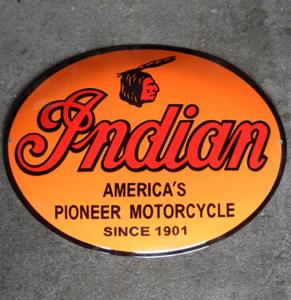 Indian
AMERICA'S
PIONEER MOTORCYCLE
SINCE 1901